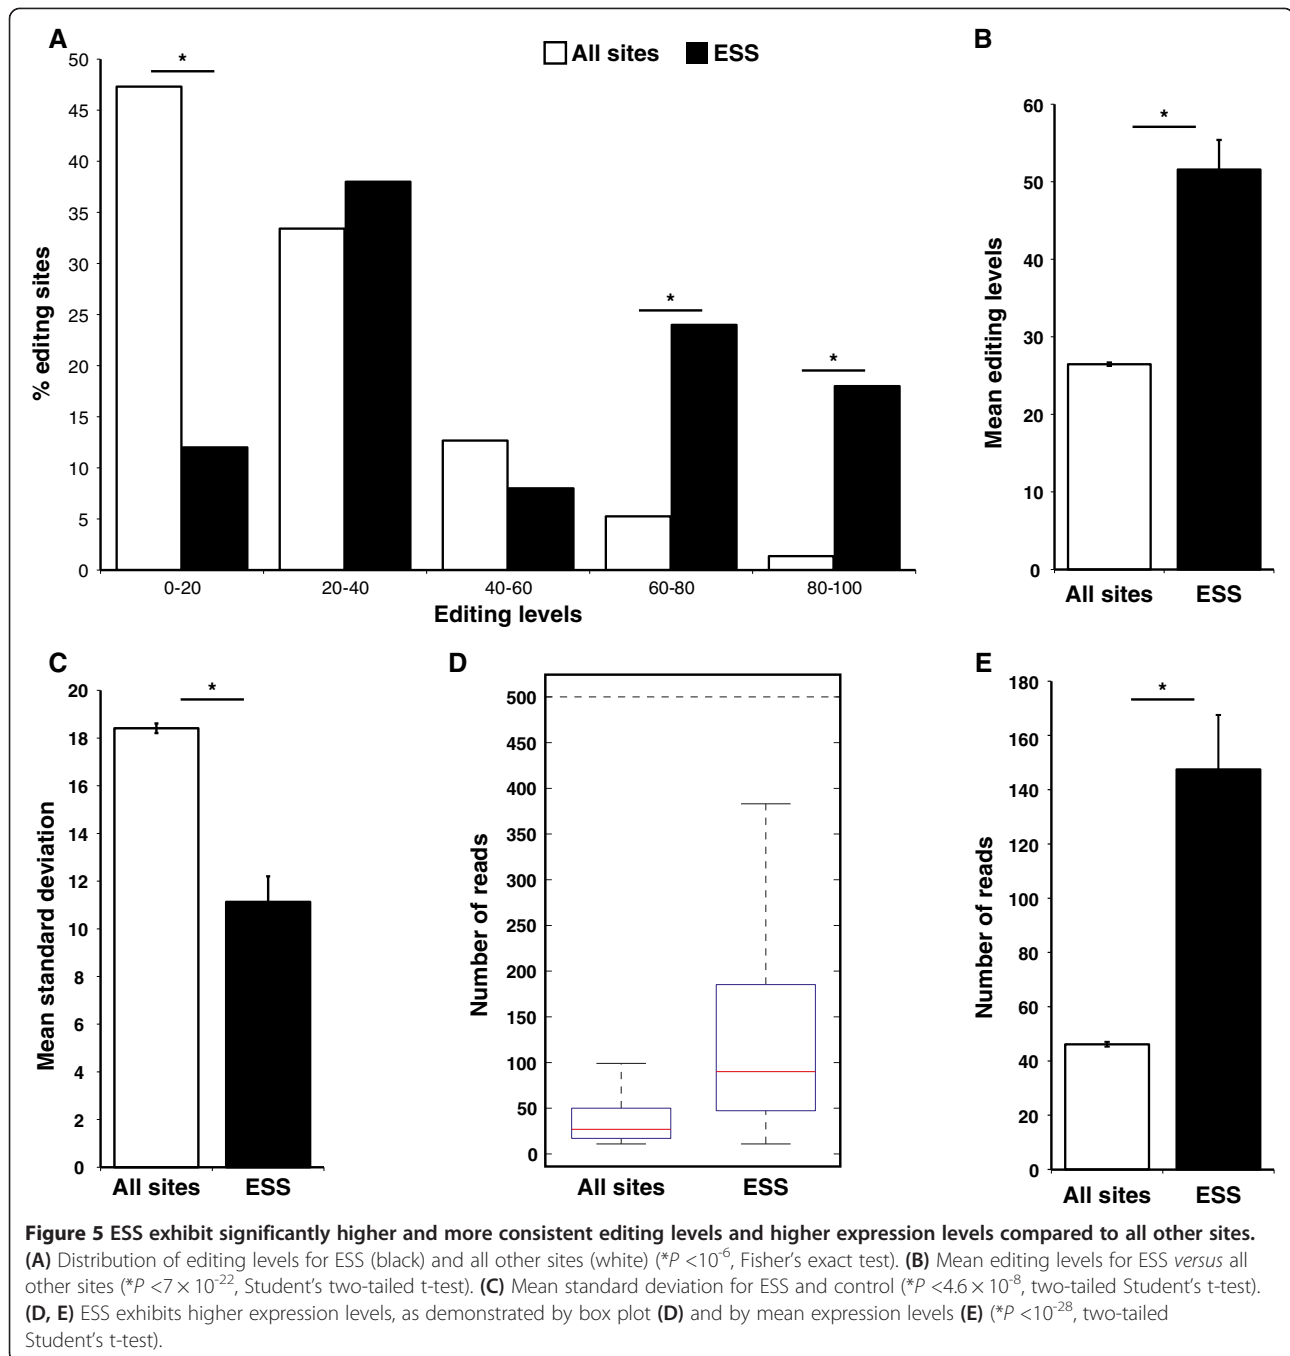 A
All sites ESS
*
*
*
50
45
40
35
30
25
20
15
10
5
0
% editng sites
0-20 20-40 40-60 60-80 80-100
Editing levels
B
*
60
50
40
30
20
10
0
Mean editing levels
All sites ESS
C
*
20
18
16
14
12
10
8
6
4
2
0
Mean standard deviation
All sites ESS
D
500
450
400
350
300
250
200
150
100
50
0
Number of reads
All sites ESS
E
*
180
160
140
120
100
80
60
40
20
0
Number of reads
All sites ESS
Figure 5 ESS exhibit significantly higher and more consistent editing levels and higher expression levels compared to all other sites.
(A) Distribution of editing levels for ESS (black) and all other sites (white) (*P <10⁻⁶, Fisher's exact test). (B) Mean editing levels for ESS versus all
other sites (*P <7 × 10⁻²², Student's two-tailed t-test). (C) Mean standard deviation for ESS and control (*P <4.6 × 10⁻⁸, two-tailed Student's t-test).
(D, E) ESS exhibits higher expression levels, as demonstrated by box plot (D) and by mean expression levels (E) (*P <10⁻²⁸, two-tailed
Student's t-test).